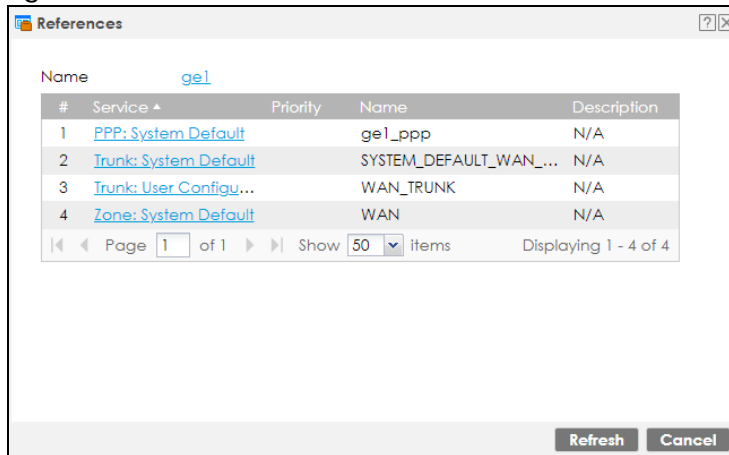 References
Name ge1
# Service Priority Name Description
1 PPP: System Default ge1_ppp N/A
2 Trunk: System Default SYSTEM_DEFAULT_WAN_... N/A
3 Trunk: User Configu... WAN_TRUNK N/A
4 Zone: System Default WAN N/A
Page 1 of 1 Show 50 items Displaying 1 - 4 of 4
Refresh Cancel